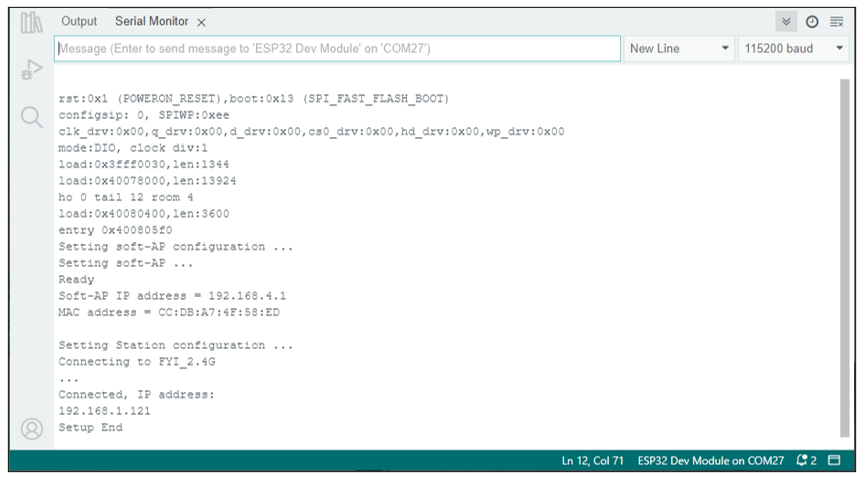 Output Serial Monitor
Message (Enter to send message to 'ESP32 Dev Module' on 'COM27')
New Line
115200 baud
rst:0x1 (POWERON_RESET),boot:0x13 (SPI_FAST_FLASH_BOOT)
configsip: 0, SPIWP:0xee
clk_drv:0x00,q_drv:0x00,d_drv:0x00,cs0_drv:0x00,hd_drv:0x00,wp_drv:0x00
mode:DIO, clock div:1
load:0x3fff0030,len:1344
load:0x40078000,len:13924
ho 0 tail 12 room 4
load:0x40080400,len:3600
entry 0x400805f0
Setting soft-AP configuration ...
Setting soft-AP ...
Ready
Soft-AP IP address = 192.168.4.1
MAC address = CC:DB:A7:4F:58:ED
Setting Station configuration ...
Connecting to FYI_2.4G
...
Connected, IP address:
192.168.1.121
Setup End
Ln 12, Col 71 ESP32 Dev Module on COM27 2